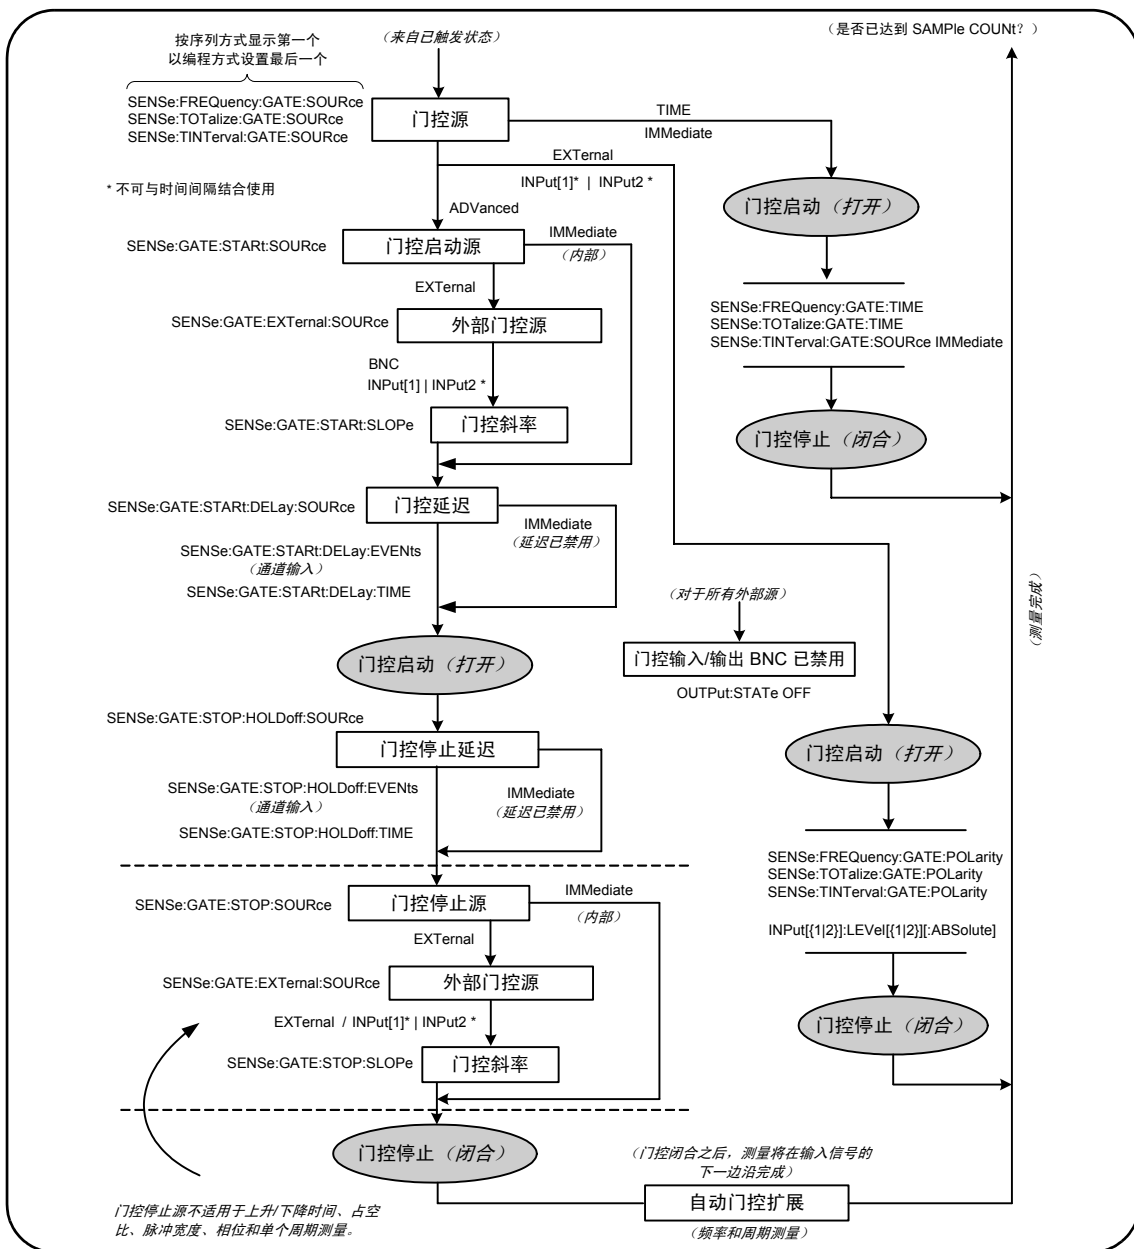 按序列方式显示第一个
以编程方式设置最后一个
（来自已触发状态）
（是否已达到 SAMPle COUNt？）
SENSe:FREQuency:GATE:SOURce
SENSe:TOTalize:GATE:SOURce
SENSe:TINTerval:GATE:SOURce
门控源
TIME
IMMediate
EXTernal
INPut[1]* | INPut2 *
* 不可与时间间隔结合使用
ADVanced
门控启动（打开）
SENSe:GATE:STARt:SOURce
门控启动源
IMMediate
（内部）
EXTernal
SENSe:GATE:EXTernal:SOURce
外部门控源
SENSe:FREQuency:GATE:TIME
SENSe:TOTalize:GATE:TIME
SENSe:TINTerval:GATE:SOURce IMMediate
BNC
INPut[1] | INPut2 *
SENSe:GATE:STARt:SLOPe
门控斜率
门控停止（闭合）
SENSe:GATE:STARt:DELay:SOURce
门控延迟
IMMediate
（延迟已禁用）
SENSe:GATE:STARt:DELay:EVENts
（通道输入）
SENSe:GATE:STARt:DELay:TIME
（对于所有外部源）
（测量完成）
门控启动（打开）
门控输入/输出 BNC 已禁用
OUTPut:STATe OFF
SENSe:GATE:STOP:HOLDoff:SOURce
门控停止延迟
门控启动（打开）
SENSe:GATE:STOP:HOLDoff:EVENts
（通道输入）
IMMediate
（延迟已禁用）
SENSe:GATE:STOP:HOLDoff:TIME
SENSe:FREQuency:GATE:POLarity
SENSe:TOTalize:GATE:POLarity
SENSe:TINTerval:GATE:POLarity
INPut[{1|2}]:LEVel[{1|2}][:ABSolute]
SENSe:GATE:STOP:SOURce
门控停止源
IMMediate
（内部）
EXTernal
SENSe:GATE:EXTernal:SOURce
外部门控源
EXTernal / INPut[1]* | INPut2 *
门控停止（闭合）
SENSe:GATE:STOP:SLOPe
门控斜率
门控停止（闭合）
（门控闭合之后，测量将在输入信号的
下一边沿完成）
自动门控扩展
（频率和周期测量）
门控停止源不适用于上升/下降时间、占空
比、脉冲宽度、相位和单个周期测量。